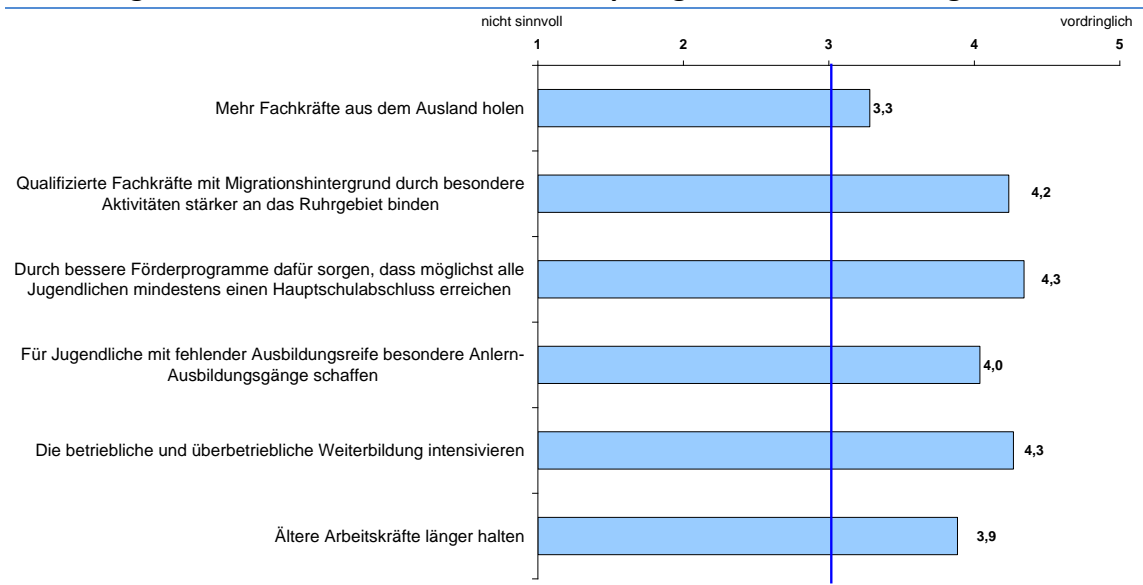 nicht sinnvoll vordringlich
1 2 3 4 5
Mehr Fachkräfte aus dem Ausland holen 3,3
Qualifizierte Fachkräfte mit Migrationshintergrund durch besondere
Aktivitäten stärker an das Ruhrgebiet binden 4,2
Durch bessere Förderprogramme dafür sorgen, dass möglichst alle
Jugendlichen mindestens einen Hauptschulabschluss erreichen 4,3
Für Jugendliche mit fehlender Ausbildungsreife besondere Anlern-
Ausbildungsgänge schaffen 4,0
Die betriebliche und überbetriebliche Weiterbildung intensivieren 4,3
Ältere Arbeitskräfte länger halten 3,9